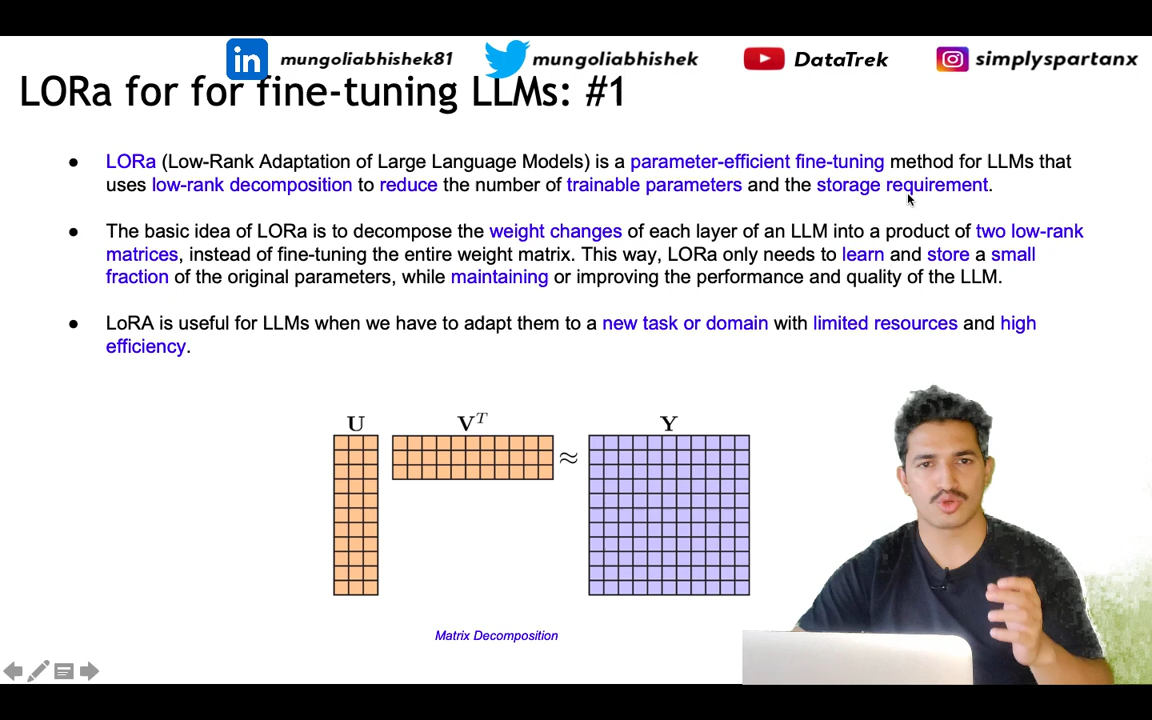 in mungoliabhishek81 mungoliabhishek DataTrek simplyspartanx
LORa for for fine-tuning LLMs: #1
● LORa (Low-Rank Adaptation of Large Language Models) is a parameter-efficient fine-tuning method for LLMs that
uses low-rank decomposition to reduce the number of trainable parameters and the storage requirement.
● The basic idea of LORa is to decompose the weight changes of each layer of an LLM into a product of two low-rank
matrices, instead of fine-tuning the entire weight matrix. This way, LORa only needs to learn and store a small
fraction of the original parameters, while maintaining or improving the performance and quality of the LLM.
● LoRA is useful for LLMs when we have to adapt them to a new task or domain with limited resources and high
efficiency.
U V^T Y
≈
Matrix Decomposition